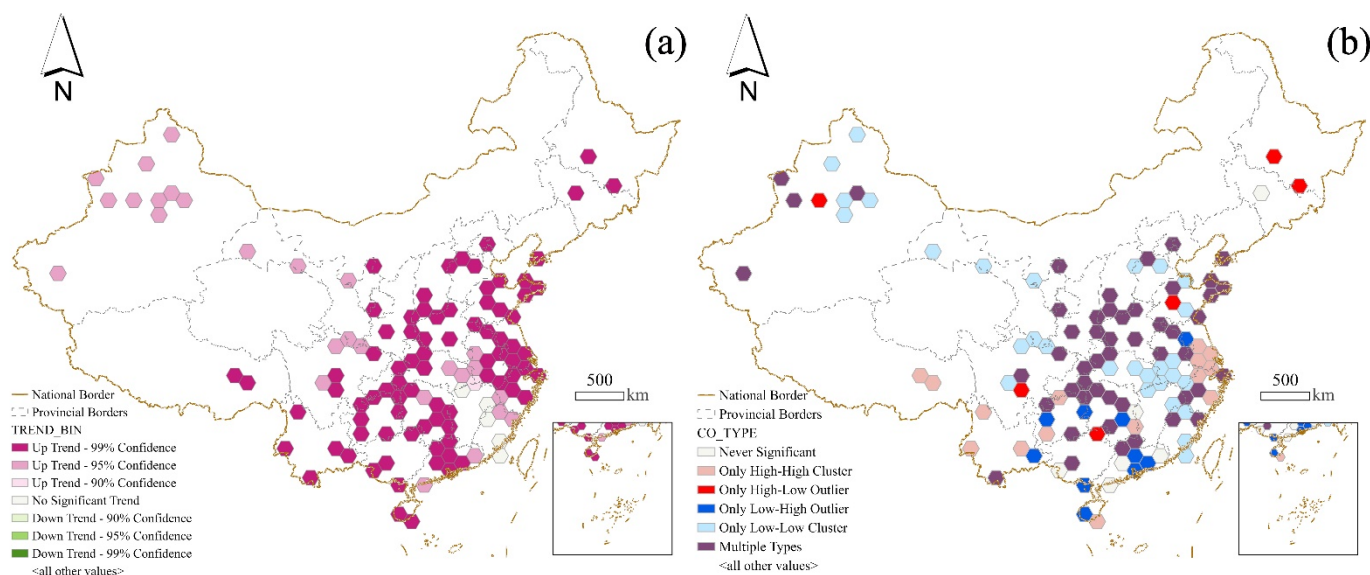 (a)
N
500
km
National Border
Provincial Borders
TREND_BIN
Up Trend - 99% Confidence
Up Trend - 95% Confidence
Up Trend - 90% Confidence
No Significant Trend
Down Trend - 90% Confidence
Down Trend - 95% Confidence
Down Trend - 99% Confidence
<all other values>
(b)
N
500
km
National Border
Provincial Borders
CO_TYPE
Never Significant
Only High-High Cluster
Only High-Low Outlier
Only Low-High Outlier
Only Low-Low Cluster
Multiple Types
<all other values>